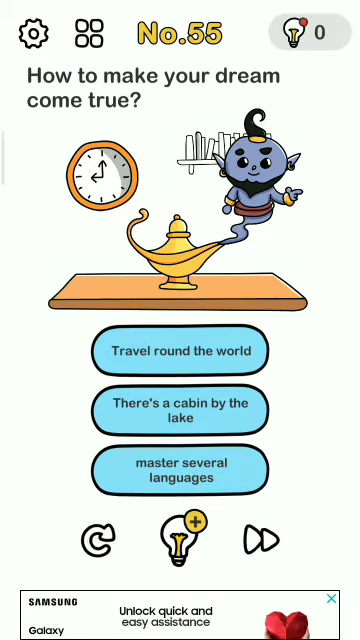 No.55
0
How to make your dream
come true?
Travel round the world
There's a cabin by the
lake
master several
languages
SAMSUNG
Galaxy
Unlock quick and
easy assistance